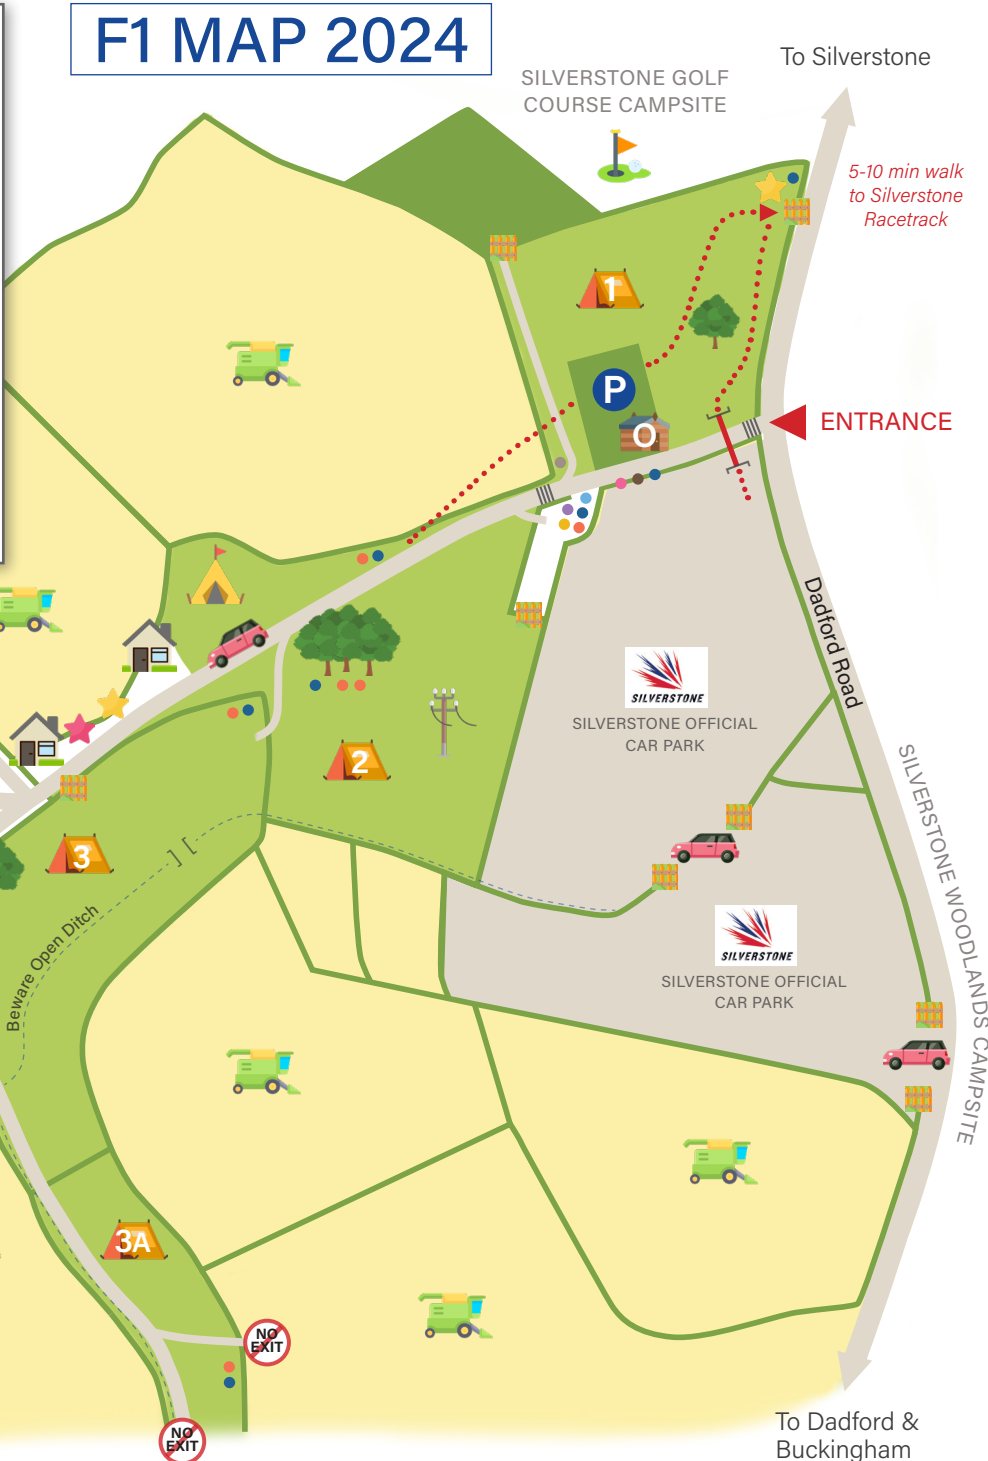 F1 MAP 2024
To Silverstone
SILVERSTONE GOLF
COURSE CAMPSITE
5-10 min walk
to Silverstone
Racetrack
1
P
O
ENTRANCE
Dadford Road
SILVERSTONE
SILVERSTONE OFFICIAL
CAR PARK
2
SILVERSTONE WOODLANDS CAMPSITE
3
Beware Open Ditch
SILVERSTONE
SILVERSTONE OFFICIAL
CAR PARK
3A
NO
EXIT
NO
EXIT
To Dadford &
Buckingham